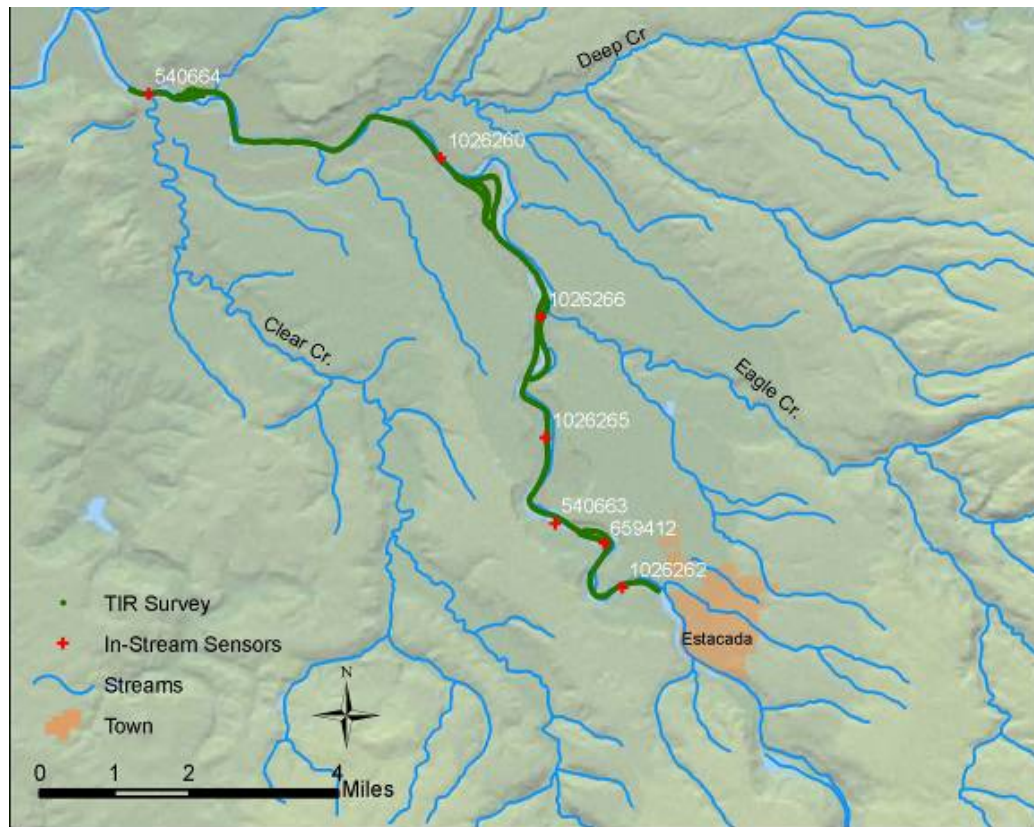 540664
Deep Cr
1026260
1026266
Clear Cr.
Eagle Cr.
1026265
540663
659412
1026262
TIR Survey
In-Stream Sensors
Estacada
Streams
N
Town
0 1 2 4
Miles